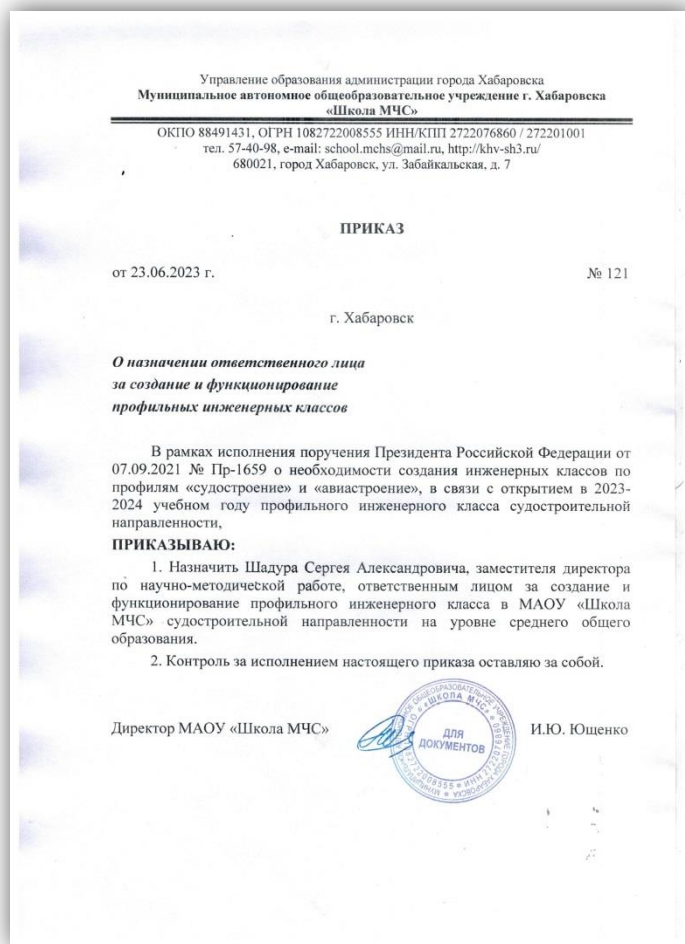 Управление образования администрации города Хабаровска
Муниципальное автономное общеобразовательное учреждение г. Хабаровска
«Школа МЧС»
ОКПО 88491431, ОГРН 1082722008555 ИНН/КПП 2722076860 / 272201001
тел. 57-40-98, e-mail: school.mchs@mail.ru, http://khv-sh3.ru/
680021, город Хабаровск, ул. Забайкальская, д. 7
ПРИКАЗ
от 23.06.2023 г. № 121
г. Хабаровск
О назначении ответственного лица
за создание и функционирование
профильных инженерных классов
В рамках исполнения поручения Президента Российской Федерации от
07.09.2021 № Пр-1659 о необходимости создания инженерных классов по
профилям «судостроение» и «авиастроение», в связи с открытием в 2023-
2024 учебном году профильного инженерного класса судостроительной
направленности,
ПРИКАЗЫВАЮ:
1. Назначить Шадура Сергея Александровича, заместителя директора
по научно-методической работе, ответственным лицом за создание и
функционирование профильного инженерного класса в МАОУ «Школа
МЧС» судостроительной направленности на уровне среднего общего
образования.
2. Контроль за исполнением настоящего приказа оставляю за собой.
Директор МАОУ «Школа МЧС» И.Ю. Ющенко
ДЛЯ
ДОКУМЕНТОВ
«ШКОЛА МЧС»